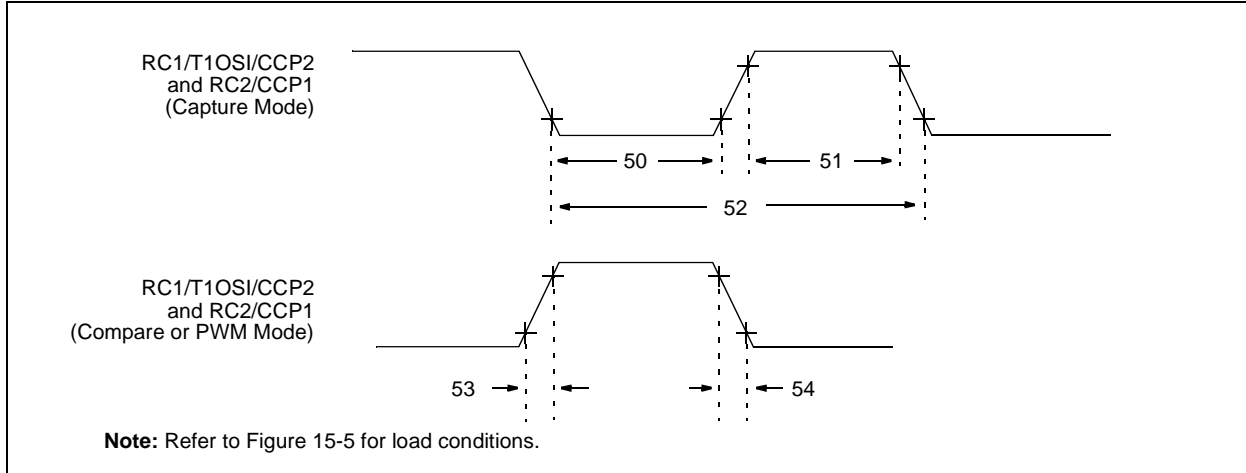 RC1/T1OSI/CCP2
and RC2/CCP1
(Capture Mode)
50
51
52
RC1/T1OSI/CCP2
and RC2/CCP1
(Compare or PWM Mode)
53
54
Note: Refer to Figure 15-5 for load conditions.